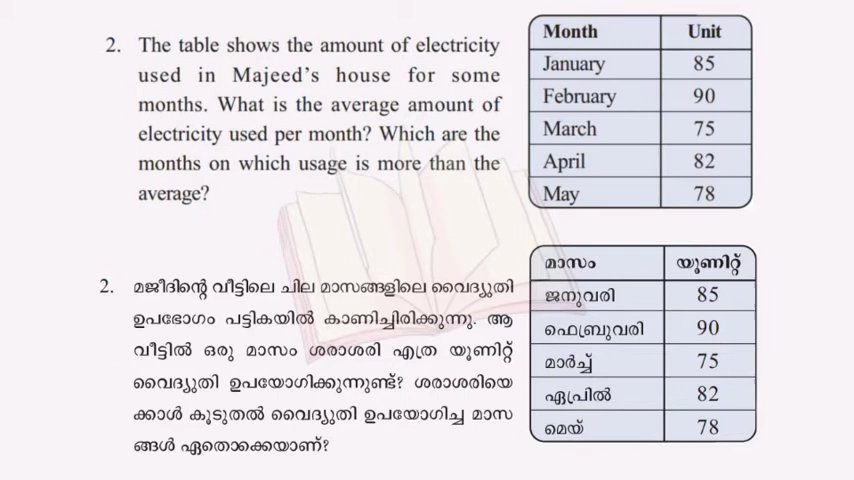 2. The table shows the amount of electricity
used in Majeed's house for some
months. What is the average amount of
electricity used per month? Which are the
months on which usage is more than the
average?
Month Unit
January 85
February 90
March 75
April 82
May 78
2. മജീദിന്റെ വീട്ടിലെ ചില മാസങ്ങളിലെ വൈദ്യുതി
ഉപഭോഗം പട്ടികയിൽ കാണിച്ചിരിക്കുന്നു. ആ
വീട്ടിൽ ഒരു മാസം ശരാശരി എത്ര യൂണിറ്റ്
വൈദ്യുതി ഉപയോഗിക്കുന്നുണ്ട്? ശരാശരിയെ
ക്കാൾ കൂടുതൽ വൈദ്യുതി ഉപയോഗിച്ച മാസ
ങ്ങൾ ഏതൊക്കെയാണ്?
മാസം യൂണിറ്റ്
ജനുവരി 85
ഫെബ്രുവരി 90
മാർച്ച് 75
ഏപ്രിൽ 82
മെയ് 78